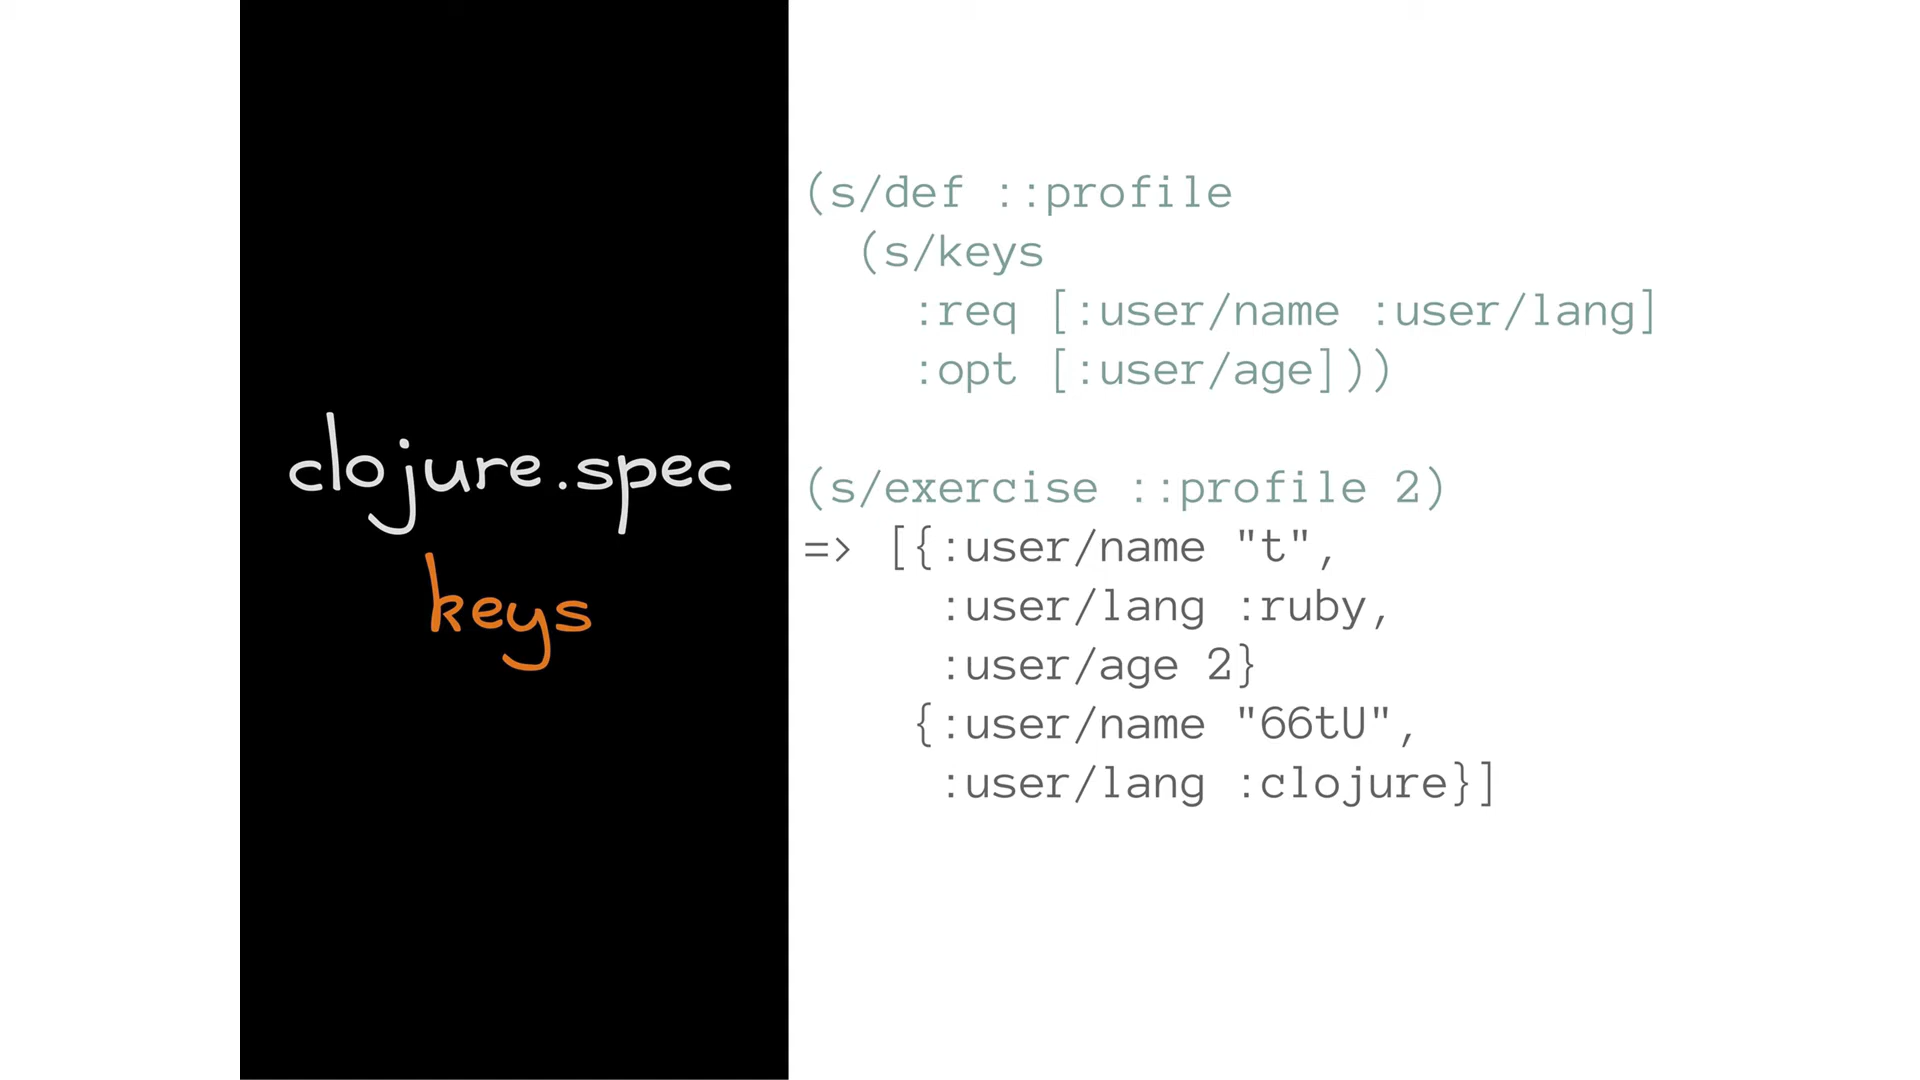 clojure.spec
keys
(s/def ::profile
  (s/keys
    :req [:user/name :user/lang]
    :opt [:user/age]))
(s/exercise ::profile 2)
=> [{:user/name "t",
     :user/lang :ruby,
     :user/age 2}
    {:user/name "66tU",
     :user/lang :clojure}]